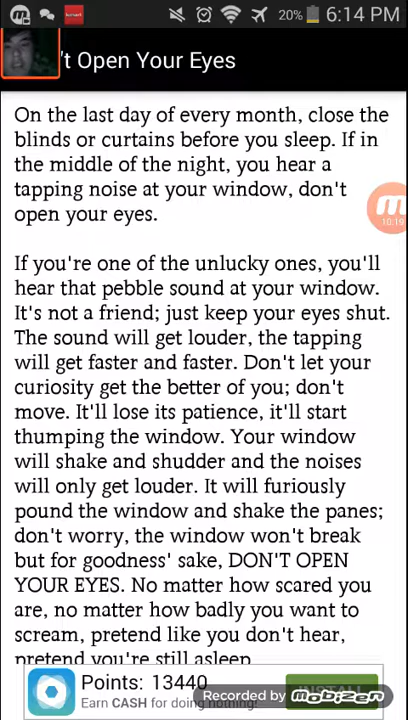 20% 6:14 PM
't Open Your Eyes
On the last day of every month, close the
blinds or curtains before you sleep. If in
the middle of the night, you hear a
tapping noise at your window, don't
open your eyes.
10:19
If you're one of the unlucky ones, you'll
hear that pebble sound at your window.
It's not a friend; just keep your eyes shut.
The sound will get louder, the tapping
will get faster and faster. Don't let your
curiosity get the better of you; don't
move. It'll lose its patience, it'll start
thumping the window. Your window
will shake and shudder and the noises
will only get louder. It will furiously
pound the window and shake the panes;
don't worry, the window won't break
but for goodness' sake, DON'T OPEN
YOUR EYES. No matter how scared you
are, no matter how badly you want to
scream, pretend like you don't hear,
pretend you're still asleep
Points: 13440
Earn CASH for doing nothing!
Recorded by mobizen